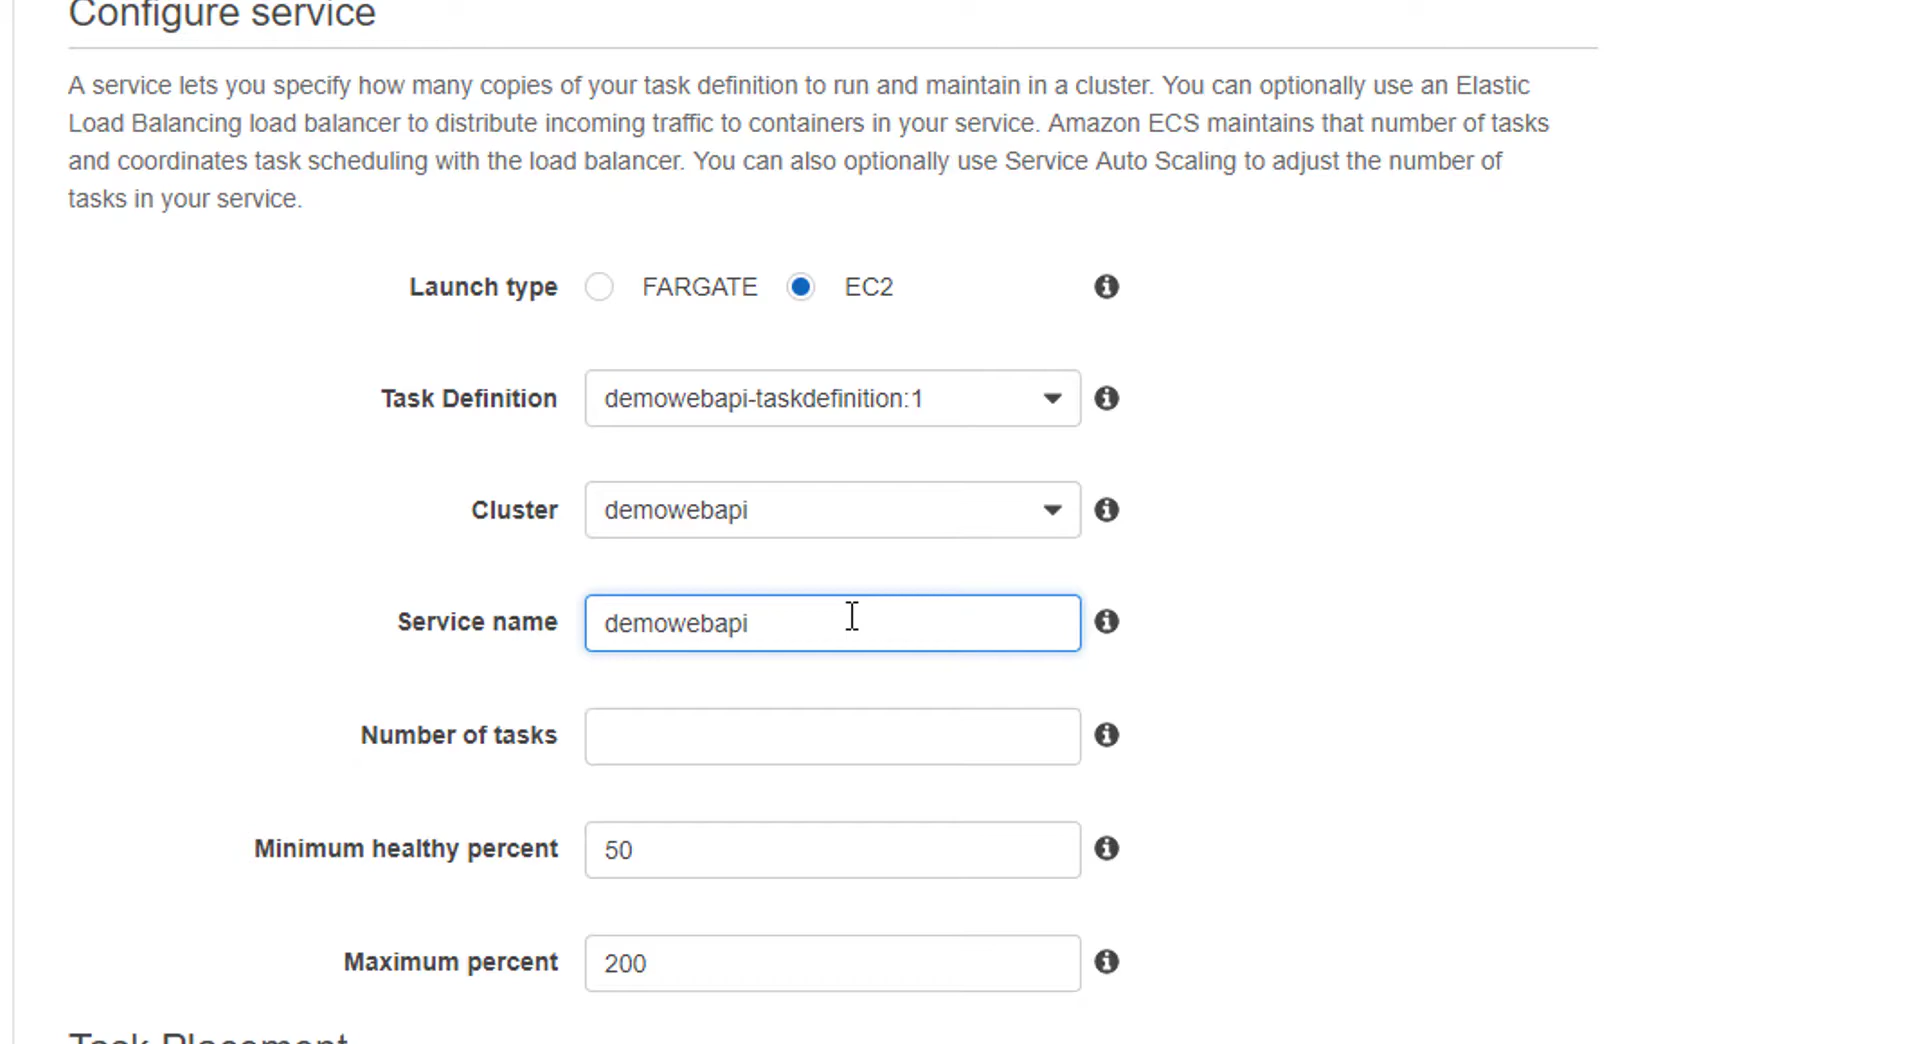 Configure service
A service lets you specify how many copies of your task definition to run and maintain in a cluster. You can optionally use an Elastic
Load Balancing load balancer to distribute incoming traffic to containers in your service. Amazon ECS maintains that number of tasks
and coordinates task scheduling with the load balancer. You can also optionally use Service Auto Scaling to adjust the number of
tasks in your service.
Launch type FARGATE EC2
Task Definition demowebapi-taskdefinition:1
Cluster demowebapi
Service name demowebapi
Number of tasks
Minimum healthy percent 50
Maximum percent 200
Task Placement